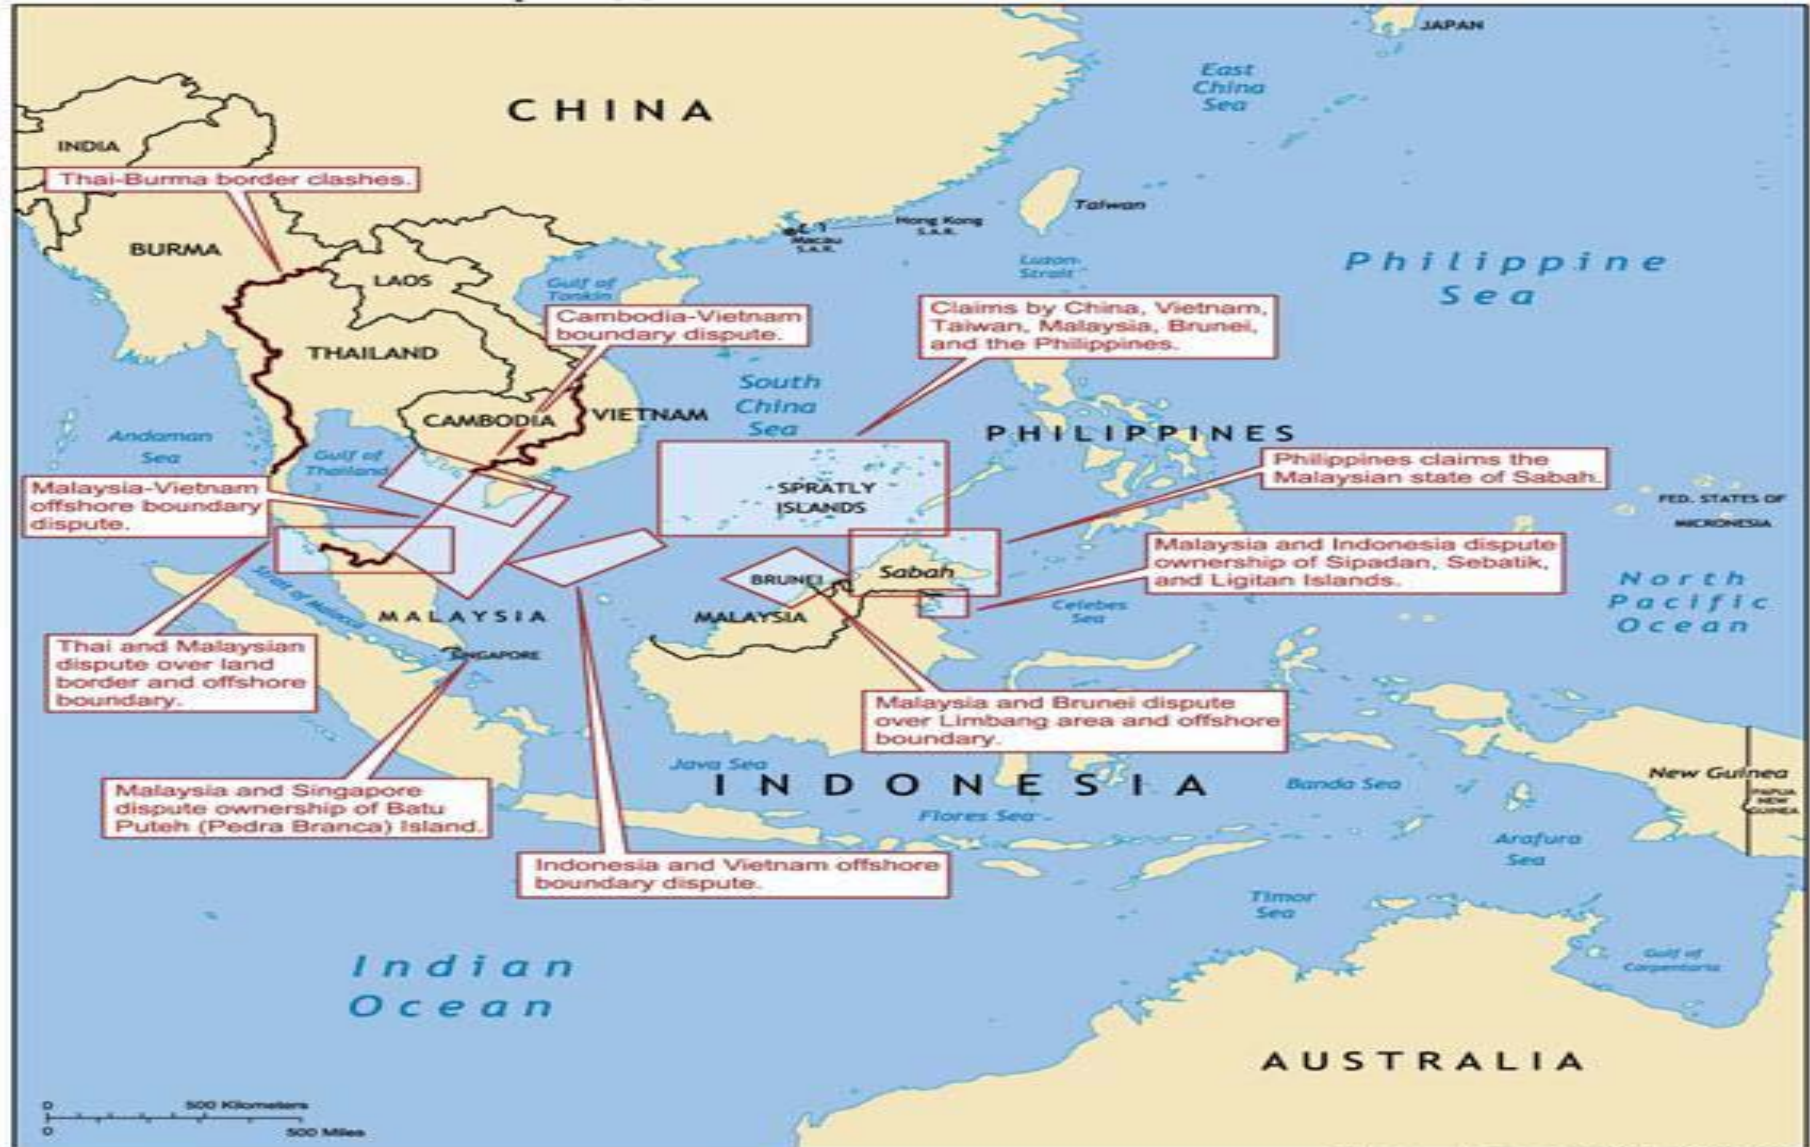 JAPAN
East
China
Sea
CHINA
INDIA
Thai-Burma border clashes.
Taiwan
Hong Kong
S.A.R.
Macau
S.A.R.
BURMA
LAOS
Gulf of
Tonkin
Luzon
Strait
Philippine
Sea
Cambodia-Vietnam
boundary dispute.
Claims by China, Vietnam,
Taiwan, Malaysia, Brunei,
and the Philippines.
THAILAND
South
China
Sea
CAMBODIA
VIETNAM
PHILIPPINES
Andaman
Sea
Gulf of
Thailand
Philippines claims the
Malaysian state of Sabah.
Malaysia-Vietnam
offshore boundary
dispute.
SPRATLY
ISLANDS
FED. STATES OF
MICRONESIA
Malaysia and Indonesia dispute
ownership of Sipadan, Sebatik,
and Ligitan Islands.
Strait of Malacca
BRUNEI
Sabah
North
Pacific
Ocean
Celebes
Sea
MALAYSIA
MALAYSIA
Thai and Malaysian
dispute over land
border and offshore
boundary.
SINGAPORE
Malaysia and Brunei dispute
over Limbang area and offshore
boundary.
Java Sea
INDONESIA
Banda Sea
New Guinea
PAPUA
NEW
GUINEA
Malaysia and Singapore
dispute ownership of Batu
Puteh (Pedra Branca) Island.
Flores Sea
Arafura
Sea
Indonesia and Vietnam offshore
boundary dispute.
Timor
Sea
Gulf of
Carpentaria
Indian
Ocean
AUSTRALIA
0 500 Kilometers
0 500 Miles